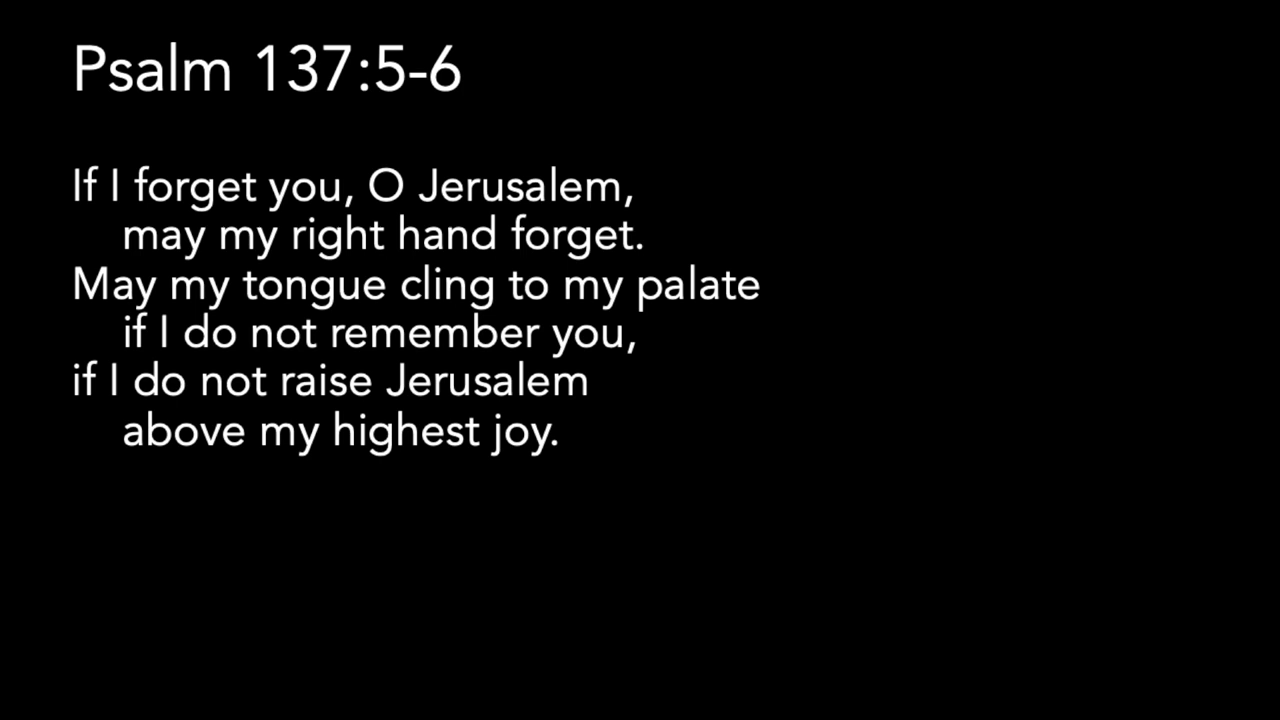 Psalm 137:5-6
If I forget you, O Jerusalem,
may my right hand forget.
May my tongue cling to my palate
if I do not remember you,
if I do not raise Jerusalem
above my highest joy.